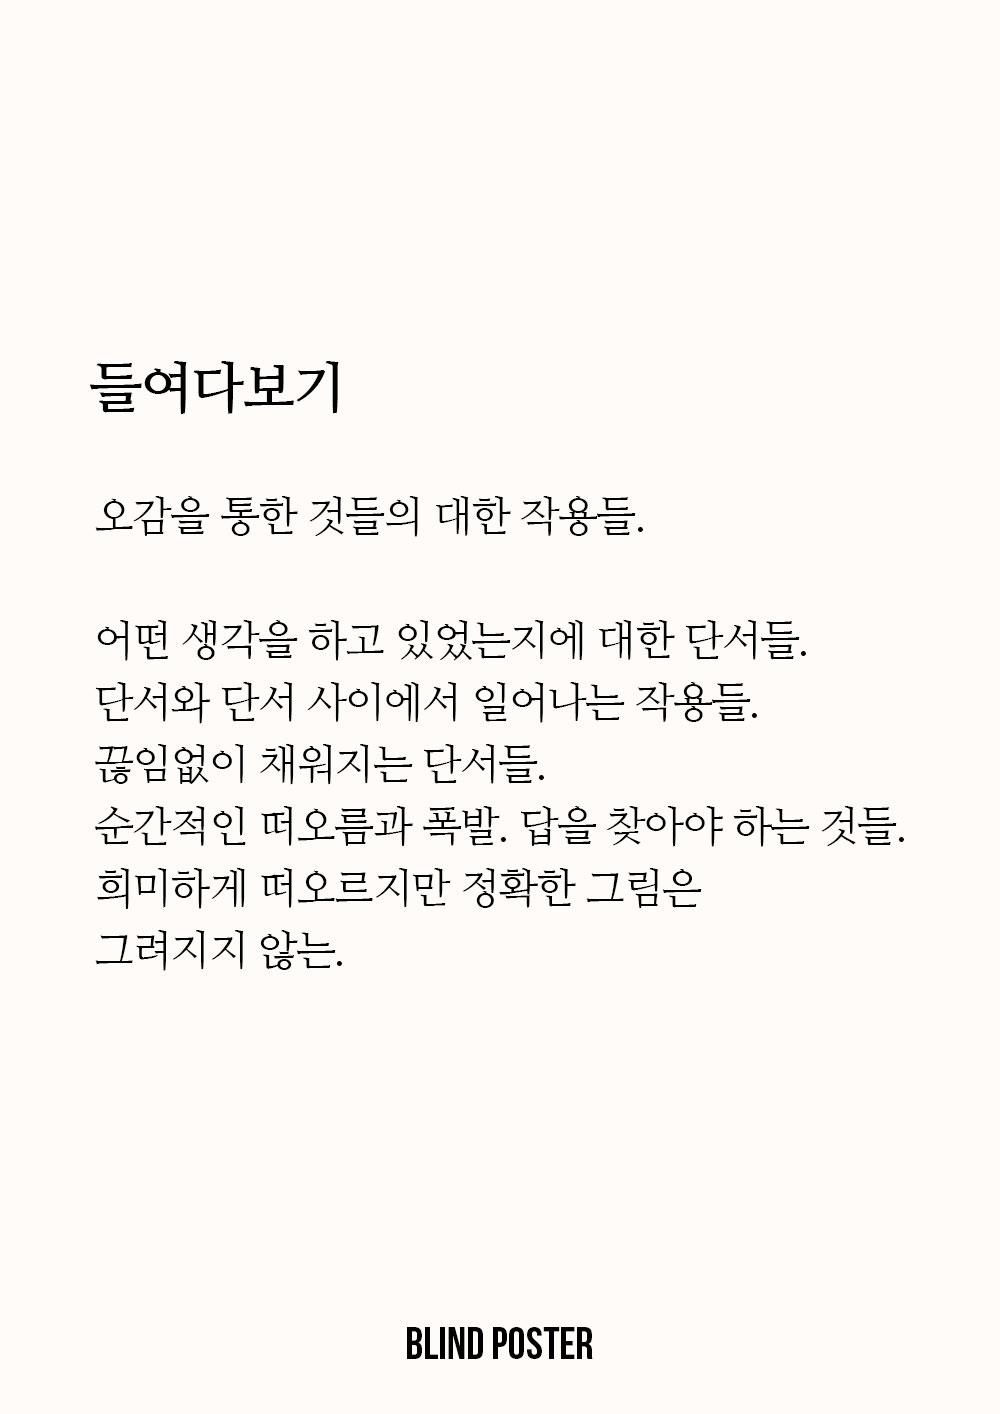 들여다보기
오감을 통한 것들의 대한 작용들.
어떤 생각을 하고 있었는지에 대한 단서들.
단서와 단서 사이에서 일어나는 작용들.
끊임없이 채워지는 단서들.
순간적인 떠오름과 폭발. 답을 찾아야 하는 것들.
희미하게 떠오르지만 정확한 그림은
그려지지 않는.
BLIND POSTER